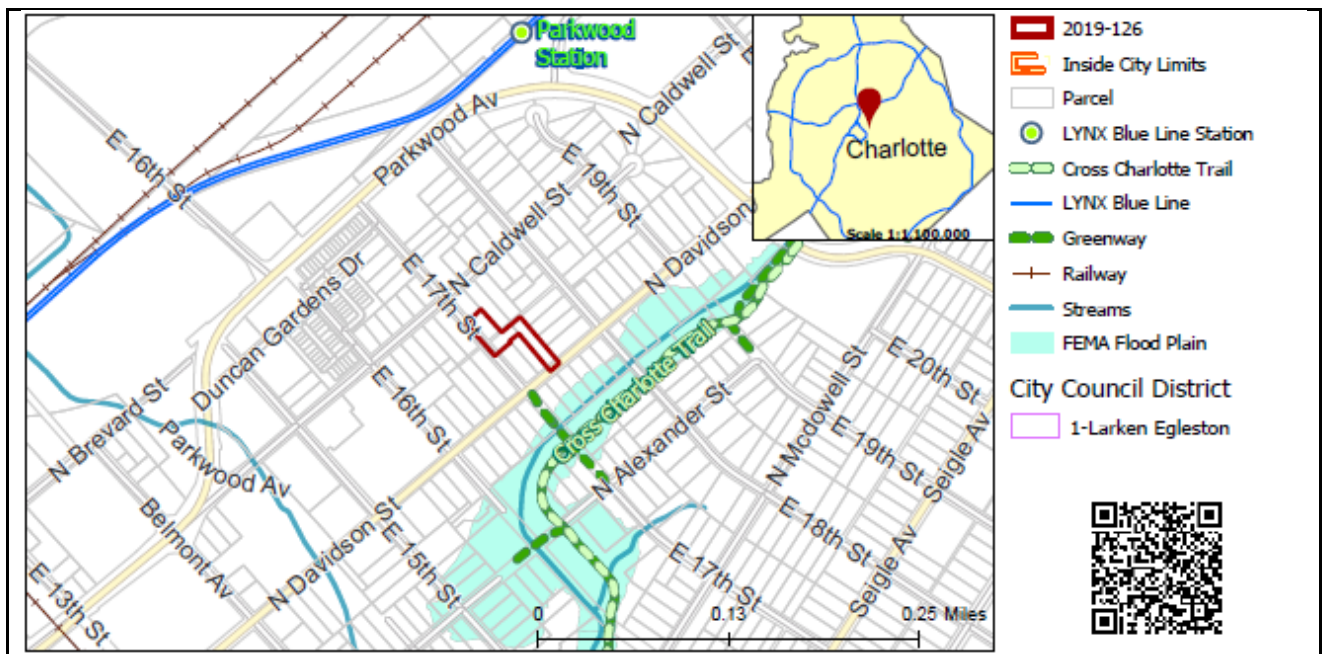 Parkwood
Station
N Caldwell St
E 16th St
Parkwood Av
E 19th St
N Caldwell St
N Davidson
Duncan Gardens Dr
E 17th St
Cross Charlotte Trail
E 20th St
N Brevard St
E 16th St
N Alexander St
N Mcdowell St
E 19th St
Seigle Av
Parkwood Av
Belmont Av
N Davidson St
E 15th St
E 18th St
E 17th St
Seigle Av
E 13th St
0 0.13 0.25 Miles
Charlotte
Scale 1:1,100,000
2019-126
Inside City Limits
Parcel
LYNX Blue Line Station
Cross Charlotte Trail
LYNX Blue Line
Greenway
Railway
Streams
FEMA Flood Plain
City Council District
1-Larken Egleston